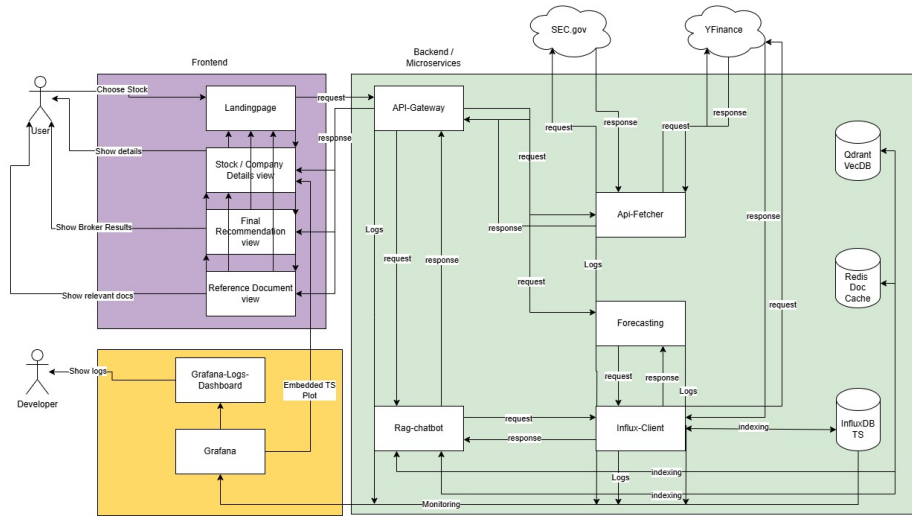 SEC.gov
YFinance
Frontend
Backend /
Microservices
User
Choose Stock
Landingpage
request
API-Gateway
response
request
response
request
response
Show details
Stock / Company
Details view
request
Qdrant
VecDB
Show Broker Results
Final
Recommendation
view
Logs
response
Api-Fetcher
response
request
response
Logs
request
request
Show relevant docs
Reference Document
view
Redis
Doc
Cache
Forecasting
Developer
Show logs
Grafana-Logs-
Dashboard
Embedded TS
Plot
request
response
Logs
Grafana
Rag-chatbot
request
response
Influx-Client
indexing
InfluxDB
TS
Logs
indexing
indexing
Monitoring